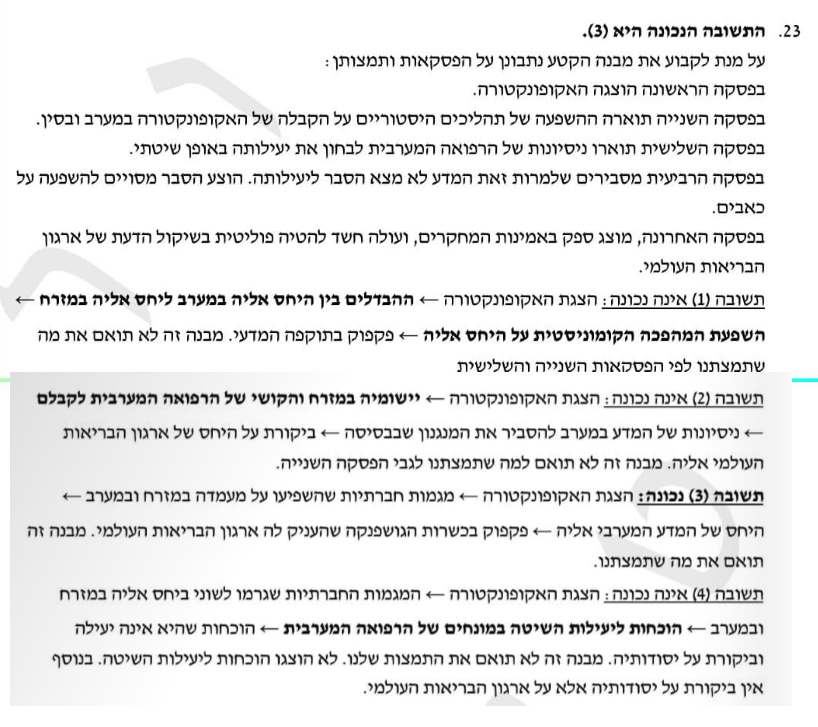 23. התשובה הנכונה היא (3).
על מנת לקבוע את מבנה הקטע נתבונן על הפסקאות ותמצותן:
בפסקה הראשונה הוצגה האקופונקטורה.
בפסקה השנייה תוארה ההשפעה של תהליכים היסטוריים על הקבלה של האקופונקטורה במערב ובסין.
בפסקה השלישית תוארו ניסיונות של הרפואה המערבית לבחון את יעילותה באופן שיטתי.
בפסקה הרביעית מסבירים שלמרות זאת המדע לא מצא הסבר ליעילותה. הוצע הסבר מסויים להשפעה על
כאבים.
בפסקה האחרונה, מוצג ספק באמינות המחקרים, ועולה חשד להטיה פוליטית בשיקול הדעת של ארגון
הבריאות העולמי.
תשובה (1) אינה נכונה: הצגת האקופונקטורה ← ההבדלים בין היחס אליה במערב ליחס אליה במזרח ←
השפעת המהפכה הקומוניסטית על היחס אליה ← פקפוק בתוקפה המדעי. מבנה זה לא תואם את מה
שתמצתנו לפי הפסקאות השנייה והשלישית
תשובה (2) אינה נכונה: הצגת האקופונקטורה ← יישומיה במזרח והקושי של הרפואה המערבית לקבלם
← ניסיונות של המדע במערב להסביר את המנגנון שבבסיסה ← ביקורת על היחס של ארגון הבריאות
העולמי אליה. מבנה זה לא תואם למה שתמצתנו לגבי הפסקה השנייה.
תשובה (3) נכונה: הצגת האקופונקטורה ← מגמות חברתיות שהשפיעו על מעמדה במזרח ובמערב ←
היחס של המדע המערבי אליה ← פקפוק בכשרות הגושפנקה שהעניק לה ארגון הבריאות העולמי. מבנה זה
תואם את מה שתמצתנו.
תשובה (4) אינה נכונה: הצגת האקופונקטורה ← המגמות החברתיות שגרמו לשוני ביחס אליה במזרח
ובמערב ← הוכחות ליעילות השיטה במונחים של הרפואה המערבית ← הוכחות שהיא אינה יעילה
וביקורת על יסודותיה. מבנה זה לא תואם את התמצות שלנו. לא הוצגו הוכחות ליעילות השיטה. בנוסף
אין ביקורת על יסודותיה אלא על ארגון הבריאות העולמי.